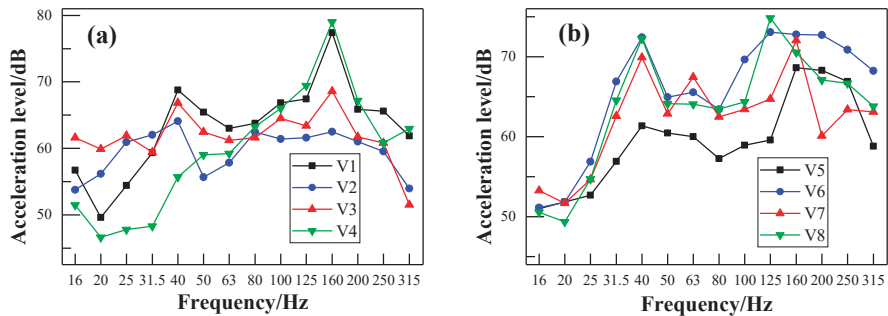 (a)
Acceleration level/dB
80
70
60
50
V1
V2
V3
V4
16 20 25 31.5 40 50 63 80 100 125 160 200 250 315
Frequency/Hz
(b)
Acceleration level/dB
70
60
50
V5
V6
V7
V8
16 20 25 31.5 40 50 63 80 100 125 160 200 250 315
Frequency/Hz